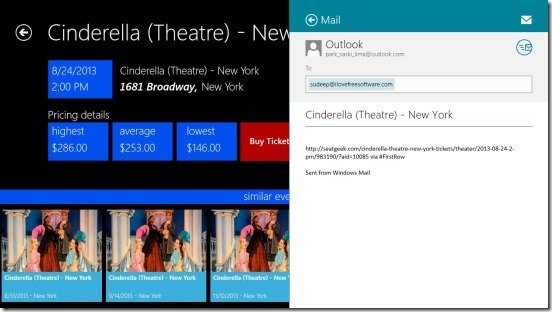 Cinderella (Theatre) - New
8/24/2013
2:00 PM
Cinderella (Theatre) - New York
1681 Broadway, New York
Pricing details
highest
$286.00
average
$253.00
lowest
$146.00
Buy Ticke
similar eve
Cinderella (Theatre) - New York
8/31/2013 - New York
Cinderella (Theatre) - New York
9/14/2013 - New York
Cinderella (Theatre) - New York
11/10/2013 - New York
Mail
Outlook
park_saski_lima@outlook.com
To
sudeep@ilovefreesoftware.com
Cinderella (Theatre) - New York
http://seatgeek.com/cinderella-theatre-new-york-tickets/theater/2013-08-24-2-
pm/983190/?aid=10085 via #FirstRow
Sent from Windows Mail